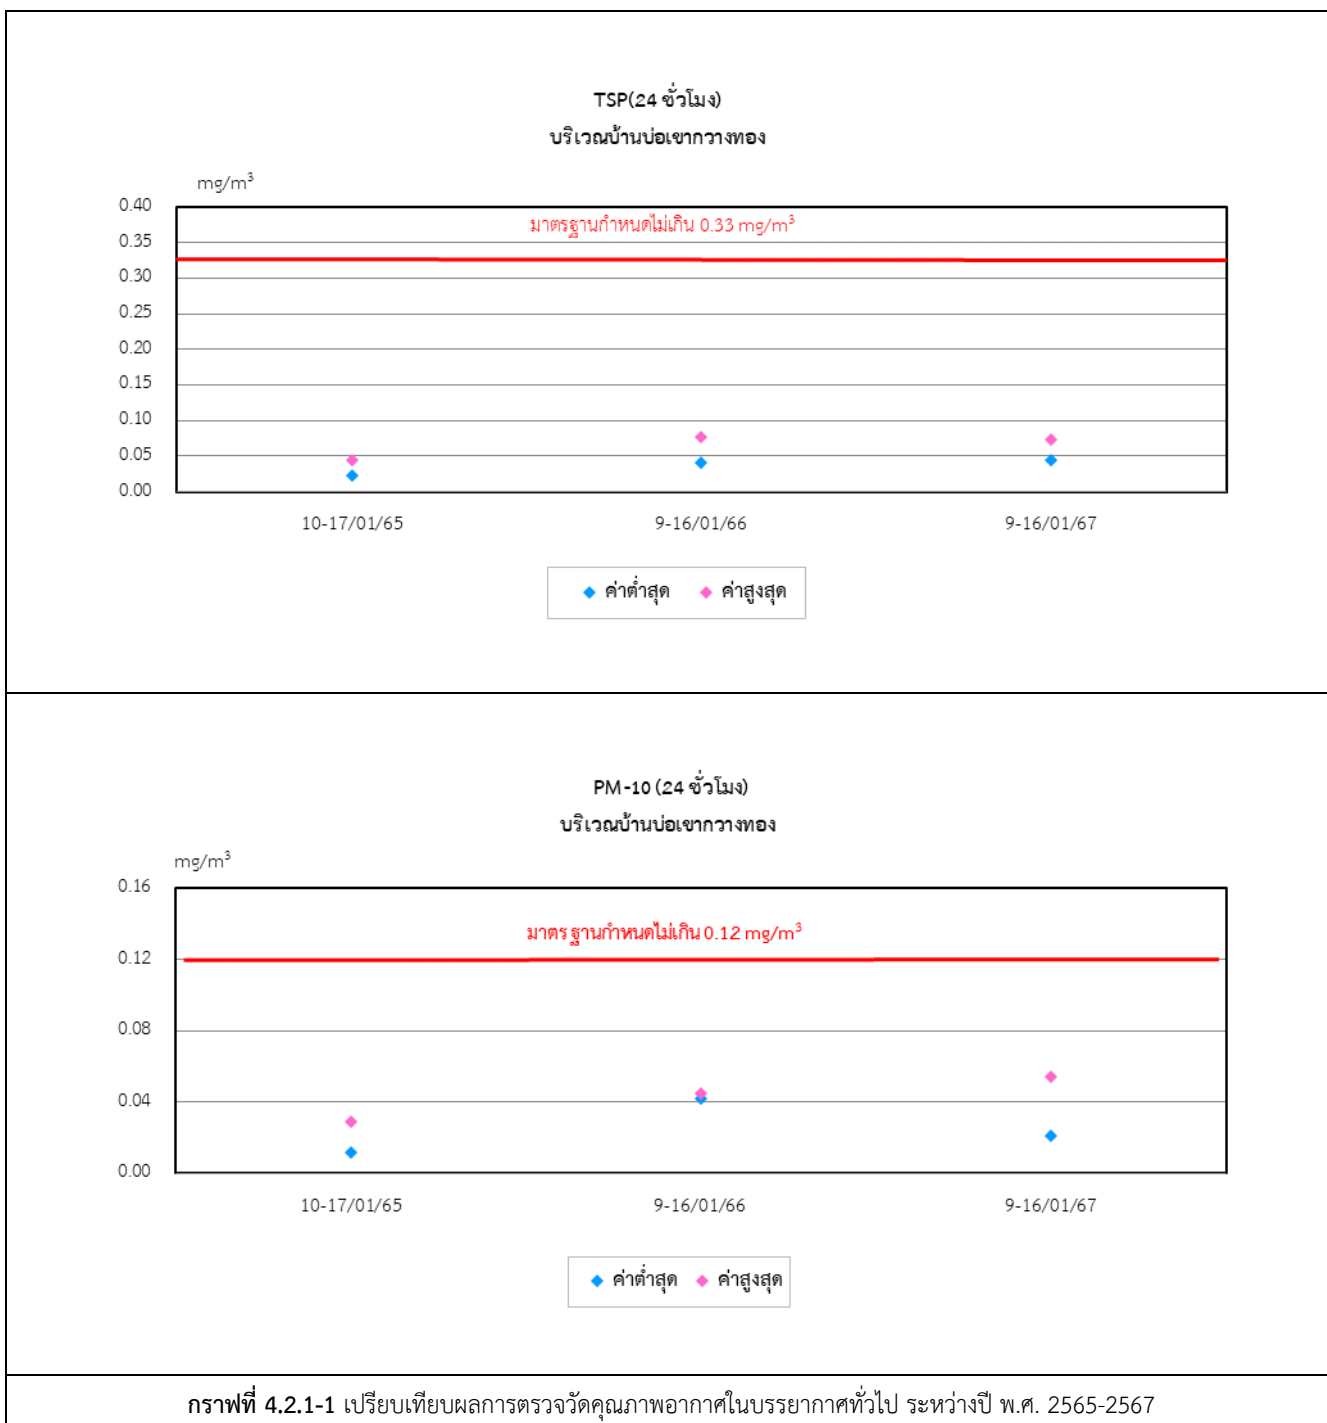 TSP(24 ชั่วโมง)
บริเวณบ้านบ่อเขากวางทอง
mg/m³
มาตรฐานกำหนดไม่เกิน 0.33 mg/m³
0.40
0.35
0.30
0.25
0.20
0.15
0.10
0.05
0.00
10-17/01/65 9-16/01/66 9-16/01/67
ค่าต่ำสุด ค่าสูงสุด
PM-10 (24 ชั่วโมง)
บริเวณบ้านบ่อเขากวางทอง
mg/m³
0.16
มาตรฐานกำหนดไม่เกิน 0.12 mg/m³
0.12
0.08
0.04
0.00
10-17/01/65 9-16/01/66 9-16/01/67
ค่าต่ำสุด ค่าสูงสุด
กราฟที่ 4.2.1-1 เปรียบเทียบผลการตรวจวัดคุณภาพอากาศในบรรยากาศทั่วไป ระหว่างปี พ.ศ. 2565-2567